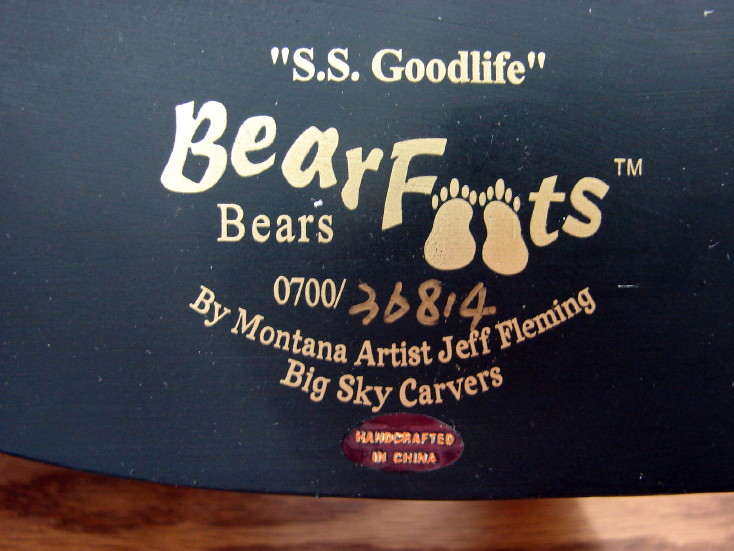 "S.S. Goodlife"
BearFoots™
Bears
0700/36814
By Montana Artist Jeff Fleming
Big Sky Carvers
HANDCRAFTED
IN CHINA